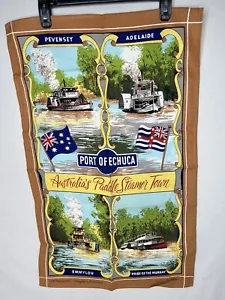 PEVENSEY
ADELAIDE
PORT OF ECHUCA
Australia's Paddle Steamer Town
EMMYLOU
PRIDE OF THE MURRAY